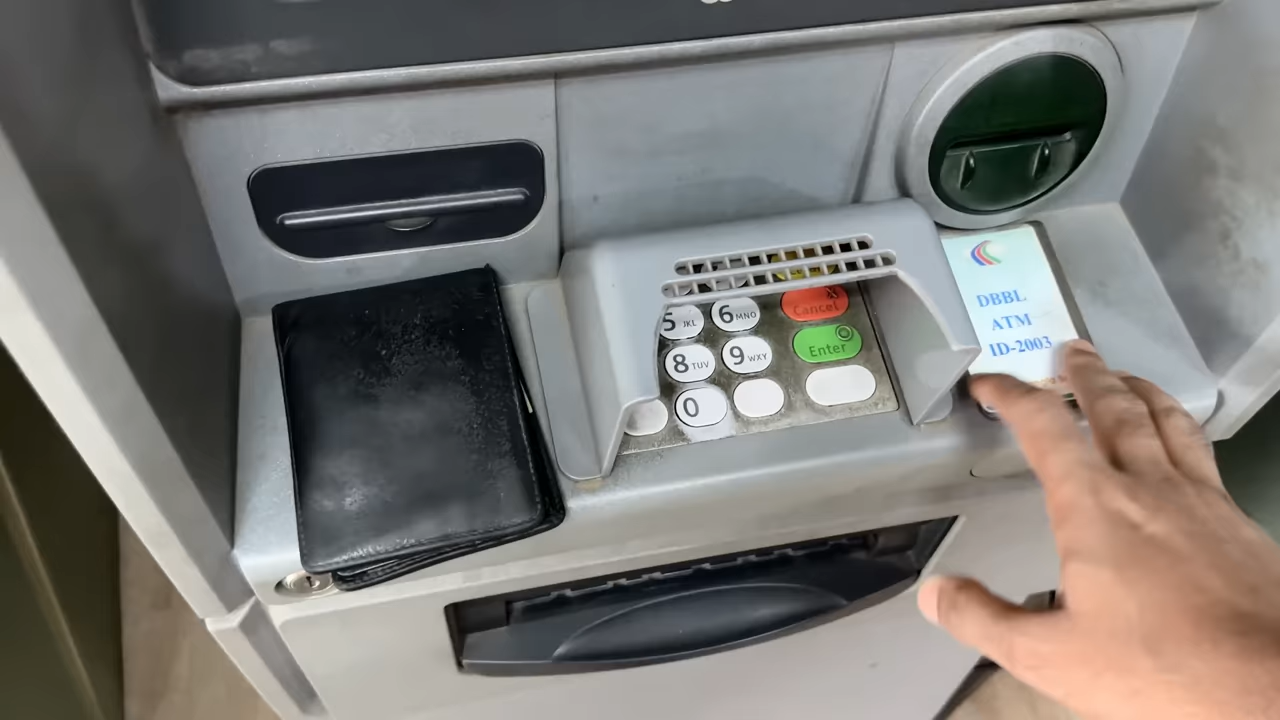 5 JKL
6 MNO
Cancel
8 TUV
9 WXY
Enter
0
DBBL
ATM
ID-2003